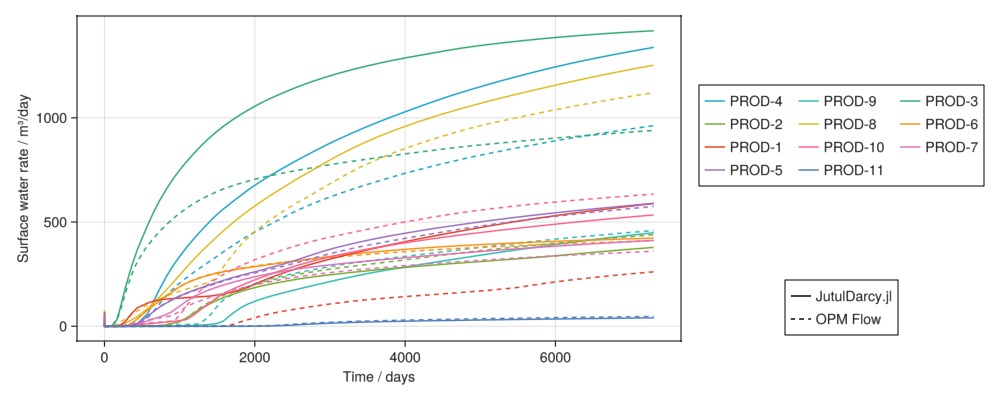 Surface water rate / m³/day
1000
500
0
0 2000 4000 6000
Time / days
PROD-4 PROD-9 PROD-3
PROD-2 PROD-8 PROD-6
PROD-1 PROD-10 PROD-7
PROD-5 PROD-11
JutulDarcy.jl
OPM Flow